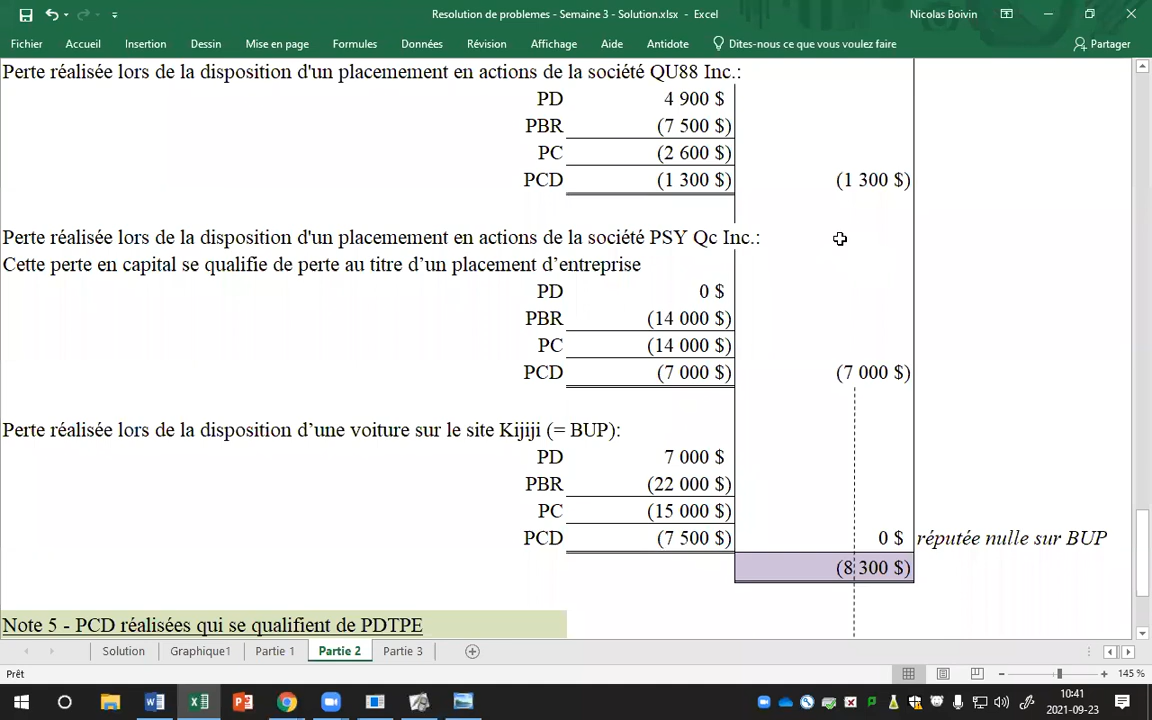 Resolution de problemes - Semaine 3 - Solution.xlsx - Excel
Nicolas Boivin
Fichier Accueil Insertion Dessin Mise en page Formules Données Révision Affichage Aide Antidote Dites-nous ce que vous voulez faire Partager
Perte réalisée lors de la disposition d'un placemement en actions de la société QU88 Inc.:
PD 4 900 $
PBR (7 500 $)
PC (2 600 $)
PCD (1 300 $) (1 300 $)
Perte réalisée lors de la disposition d'un placemement en actions de la société PSY Qc Inc.:
Cette perte en capital se qualifie de perte au titre d’un placement d’entreprise
PD 0 $
PBR (14 000 $)
PC (14 000 $)
PCD (7 000 $) (7 000 $)
Perte réalisée lors de la disposition d’une voiture sur le site Kijiji (= BUP):
PD 7 000 $
PBR (22 000 $)
PC (15 000 $)
PCD (7 500 $) 0 $ réputée nulle sur BUP
(8 300 $)
Note 5 - PCD réalisées qui se qualifient de PDTPE
Solution Graphique1 Partie 1 Partie 2 Partie 3
Prêt 145 %
10:41
2021-09-23